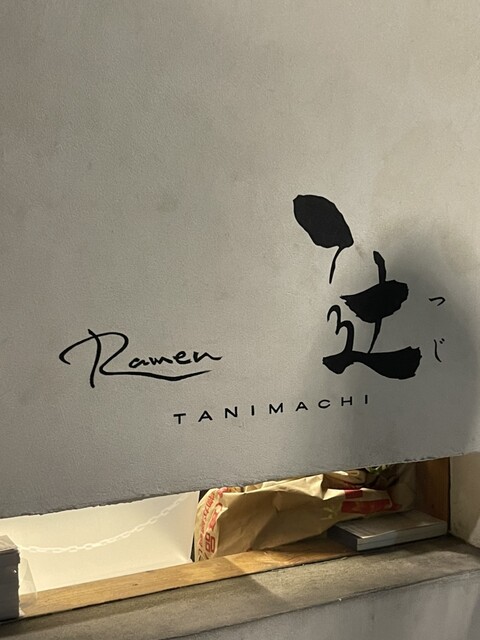 辻
つじ
Ramen
TANIMACHI